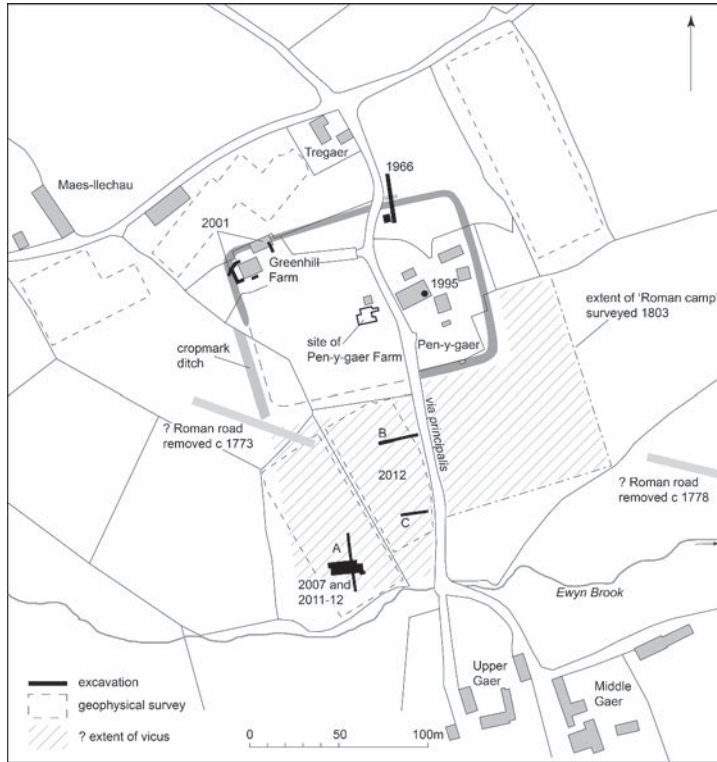 Tregaer
1966
Maes-llechau
2001
Greenhill
Farm
1995
extent of 'Roman camp'
surveyed 1803
site of
Pen-y-gaer Farm
Pen-y-gaer
cropmark
ditch
via principalis
? Roman road
removed c 1773
B
2012
? Roman road
removed c 1778
C
A
2007 and
2011-12
Ewyn Brook
Upper
Gaer
Middle
Gaer
excavation
geophysical survey
? extent of vicus
0 50 100m